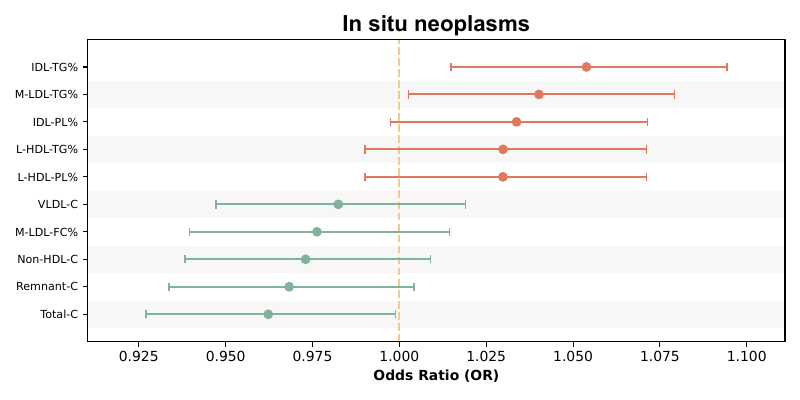 In situ neoplasms
IDL-TG%
M-LDL-TG%
IDL-PL%
L-HDL-TG%
L-HDL-PL%
VLDL-C
M-LDL-FC%
Non-HDL-C
Remnant-C
Total-C
0.925 0.950 0.975 1.000 1.025 1.050 1.075 1.100
Odds Ratio (OR)